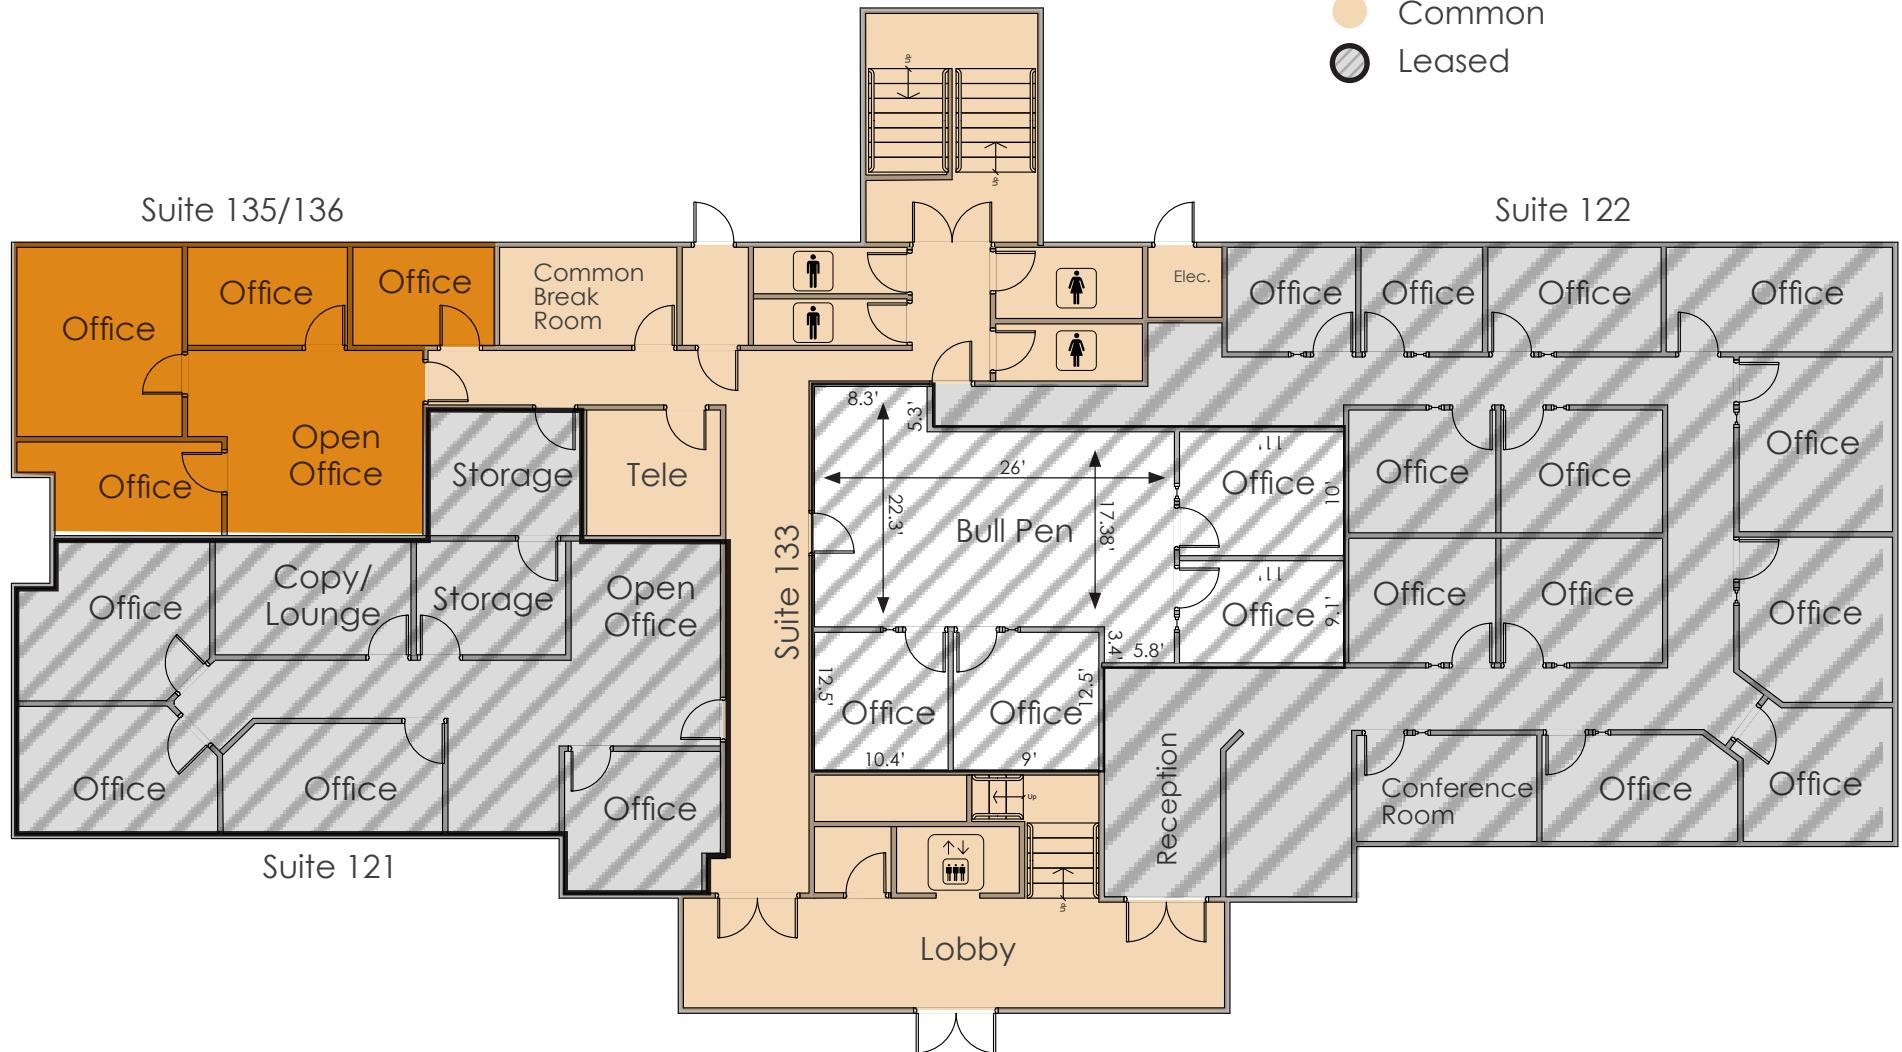 Common
Leased
Up
Up
Suite 135/136
Suite 122
Office
Office
Office
Common
Break
Room
Elec.
Office
Office
Office
Office
Office
Open
Office
Storage
Tele
8.3'
5.3'
26'
22.3'
17.38'
Bull Pen
11'
Office
10'
11'
Office
9.1'
3.4'
5.8'
Office
Office
Office
Office
Office
Office
Suite 133
Office
Copy/
Lounge
Storage
Open
Office
12.5'
Office
10.4'
12.5'
Office
9'
Office
Office
Office
Up
Up
Reception
Conference
Room
Office
Office
Suite 121
Lobby